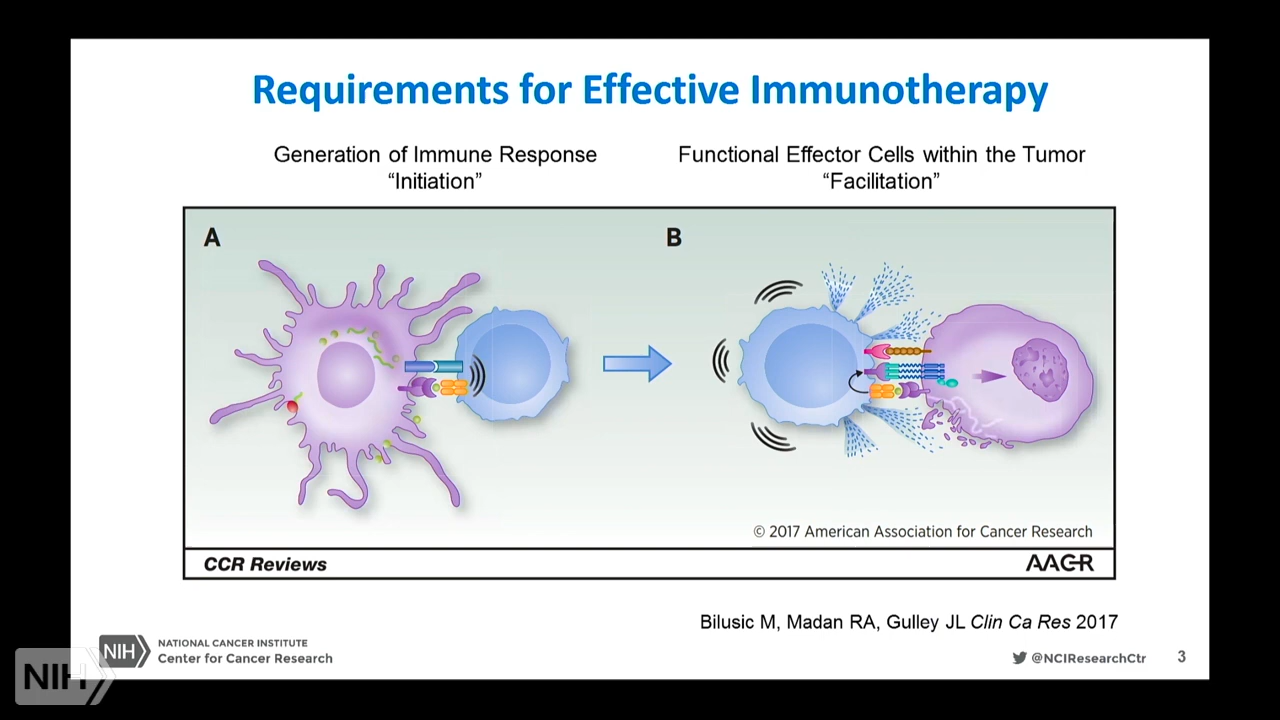 Requirements for Effective Immunotherapy
Generation of Immune Response
“Initiation”
Functional Effector Cells within the Tumor
“Facilitation”
A
B
© 2017 American Association for Cancer Research
CCR Reviews
AACR
Bilusic M, Madan RA, Gulley JL Clin Ca Res 2017
NIH
NATIONAL CANCER INSTITUTE
Center for Cancer Research
@NCIResearchCtr
3
NIH